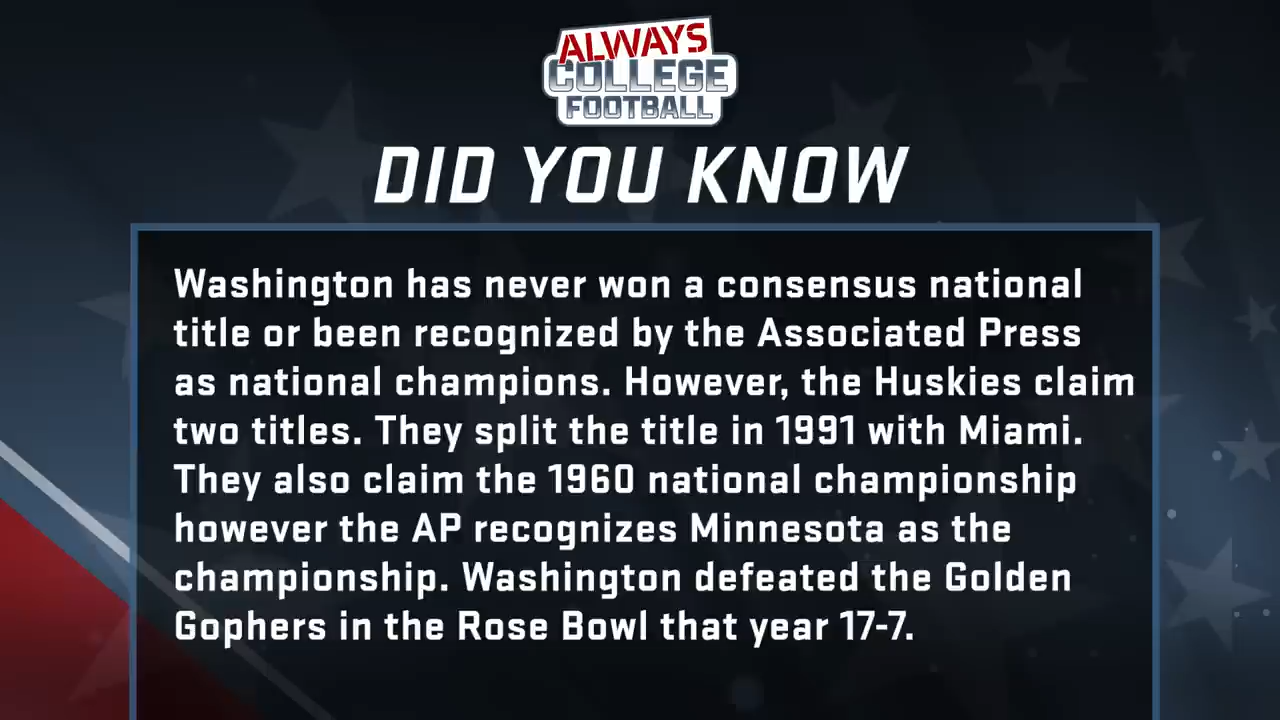 ALWAYS
COLLEGE
FOOTBALL
DID YOU KNOW
Washington has never won a consensus national
title or been recognized by the Associated Press
as national champions. However, the Huskies claim
two titles. They split the title in 1991 with Miami.
They also claim the 1960 national championship
however the AP recognizes Minnesota as the
championship. Washington defeated the Golden
Gophers in the Rose Bowl that year 17-7.